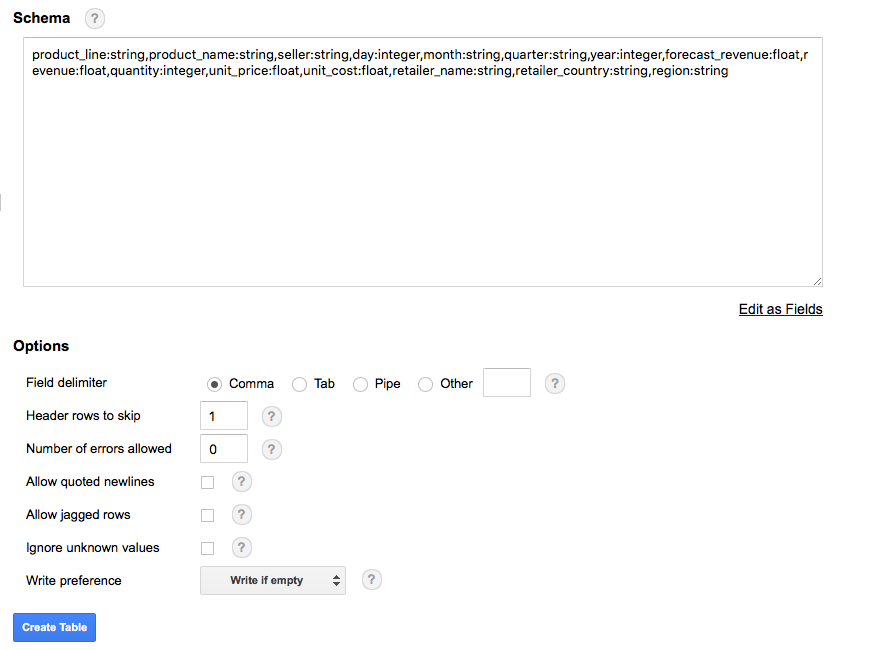 Schema ?
product_line:string,product_name:string,seller:string,day:integer,month:string,quarter:string,year:integer,forecast_revenue:float,r
evenue:float,quantity:integer,unit_price:float,unit_cost:float,retailer_name:string,retailer_country:string,region:string
Edit as Fields
Options
Field delimiter Comma Tab Pipe Other ?
Header rows to skip 1 ?
Number of errors allowed 0 ?
Allow quoted newlines ?
Allow jagged rows ?
Ignore unknown values ?
Write preference Write if empty ?
Create Table